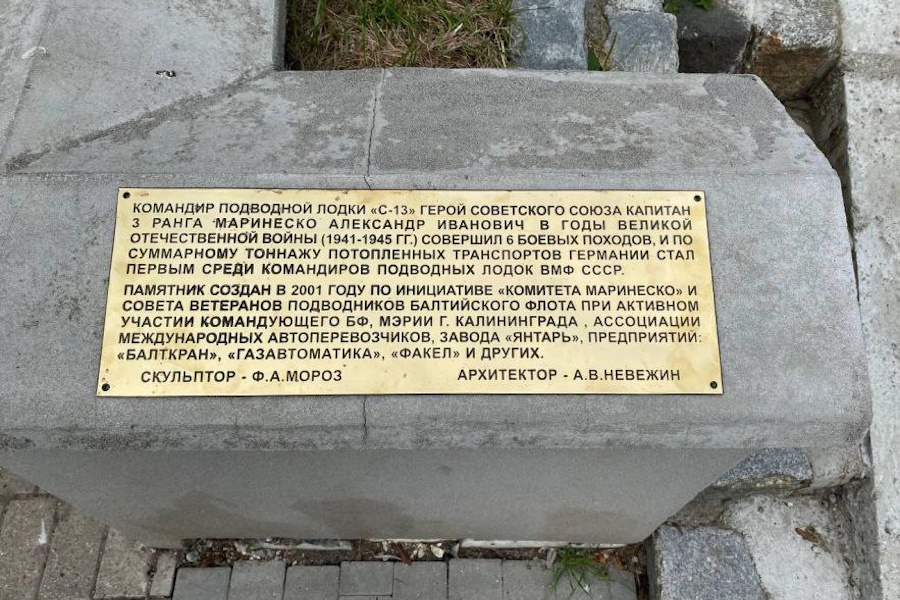 КОМАНДИР ПОДВОДНОЙ ЛОДКИ «С-13» ГЕРОЙ СОВЕТСКОГО СОЮЗА КАПИТАН
3 РАНГА МАРИНЕСКО АЛЕКСАНДР ИВАНОВИЧ В ГОДЫ ВЕЛИКОЙ
ОТЕЧЕСТВЕННОЙ ВОЙНЫ (1941-1945 ГГ.) СОВЕРШИЛ 6 БОЕВЫХ ПОХОДОВ, И ПО
СУММАРНОМУ ТОННАЖУ ПОТОПЛЕННЫХ ТРАНСПОРТОВ ГЕРМАНИИ СТАЛ
ПЕРВЫМ СРЕДИ КОМАНДИРОВ ПОДВОДНЫХ ЛОДОК ВМФ СССР.
ПАМЯТНИК СОЗДАН В 2001 ГОДУ ПО ИНИЦИАТИВЕ «КОМИТЕТА МАРИНЕСКО» И
СОВЕТА ВЕТЕРАНОВ ПОДВОДНИКОВ БАЛТИЙСКОГО ФЛОТА ПРИ АКТИВНОМ
УЧАСТИИ КОМАНДУЮЩЕГО БФ, МЭРИИ Г. КАЛИНИНГРАДА , АССОЦИАЦИИ
МЕЖДУНАРОДНЫХ АВТОПЕРЕВОЗЧИКОВ, ЗАВОДА «ЯНТАРЬ», ПРЕДПРИЯТИЙ:
«БАЛТКРАН», «ГАЗАВТОМАТИКА», «ФАКЕЛ» И ДРУГИХ.
СКУЛЬПТОР - Ф.А.МОРОЗ АРХИТЕКТОР - А.В.НЕВЕЖИН